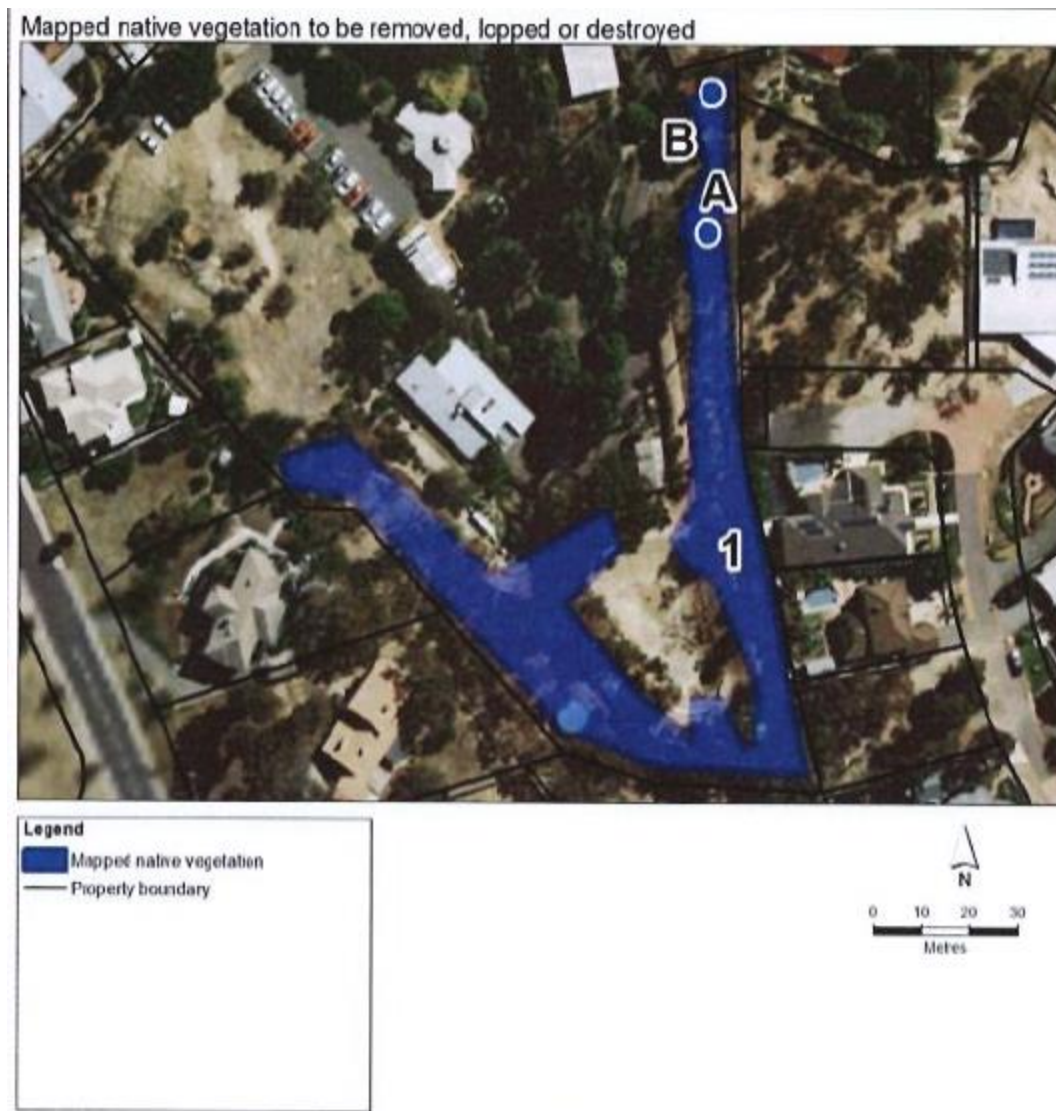 Mapped native vegetation to be removed, lopped or destroyed
B
A
1
Legend
Mapped native vegetation
Property boundary
N
0 10 20 30
Metres